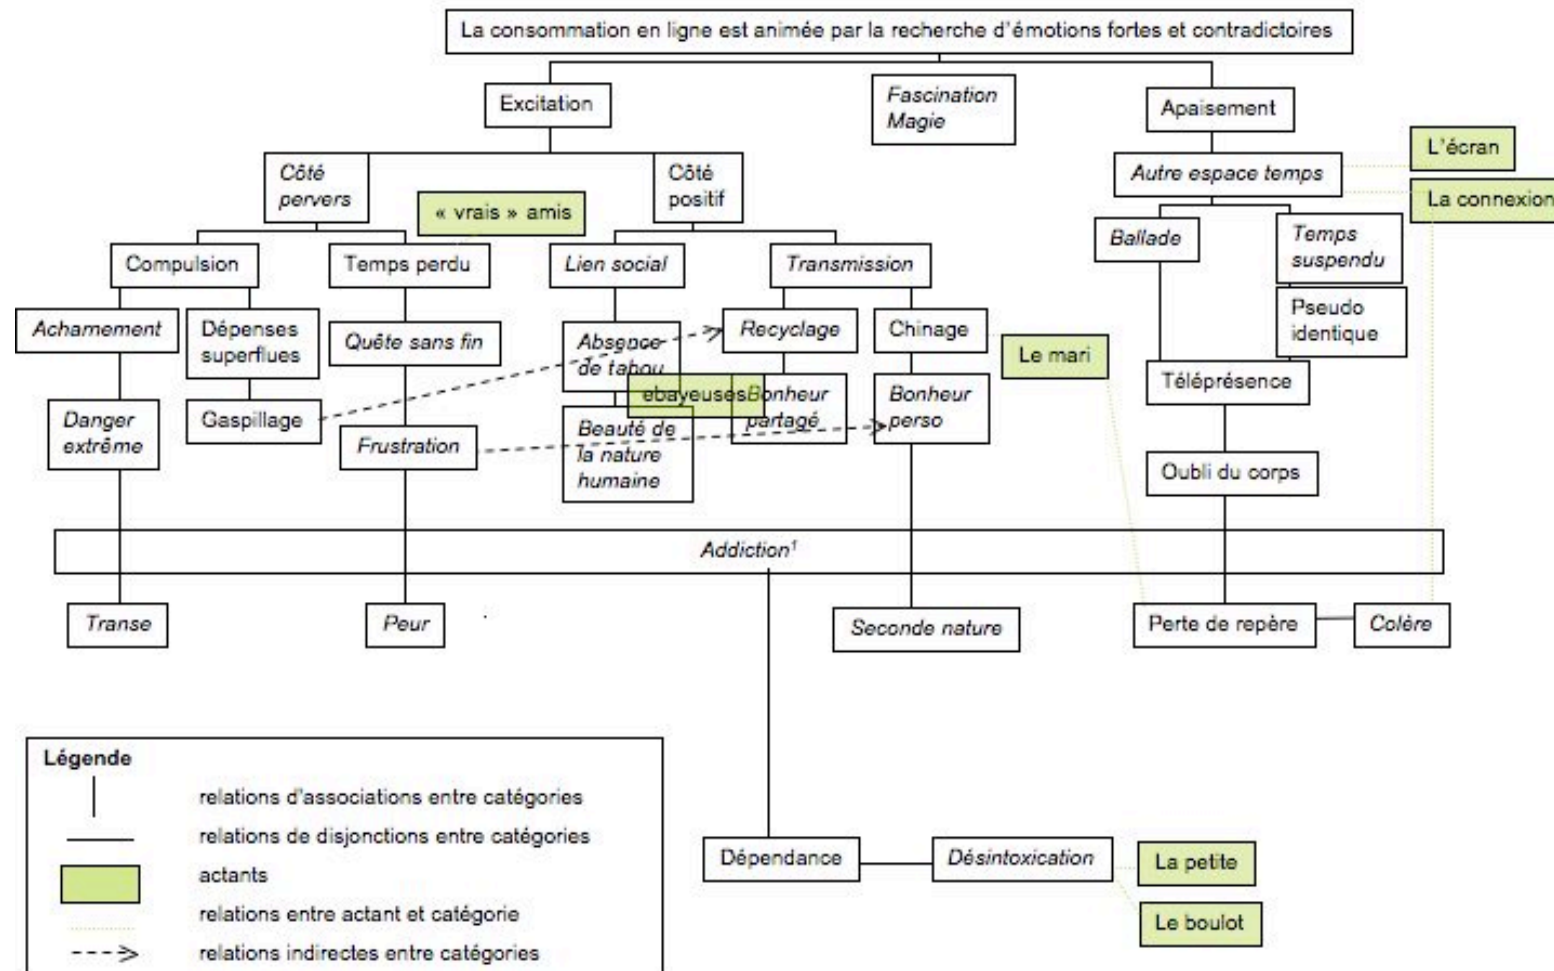 La consommation en ligne est animée par la recherche d'émotions fortes et contradictoires
Excitation
Fascination
Magie
Apaisement
L'écran
Côté
pervers
Côté
positif
Autre espace temps
La connexion
« vrais » amis
Ballade
Temps
suspendu
Compulsion
Temps perdu
Lien social
Transmission
Pseudo
identique
Acharnement
Dépenses
superflues
Quête sans fin
Absence
de tabou
Recyclage
Chinage
Le mari
Téléprésence
ebayeuses
Bonheur
partagé
Bonheur
perso
Danger
extrême
Gaspillage
Frustration
Beauté de
la nature
humaine
Oubli du corps
Addiction¹
Transe
Peur
Seconde nature
Perte de repère
Colère
Légende
relations d'associations entre catégories
relations de disjonctions entre catégories
actants
relations entre actant et catégorie
relations indirectes entre catégories
Dépendance
Désintoxication
La petite
Le boulot